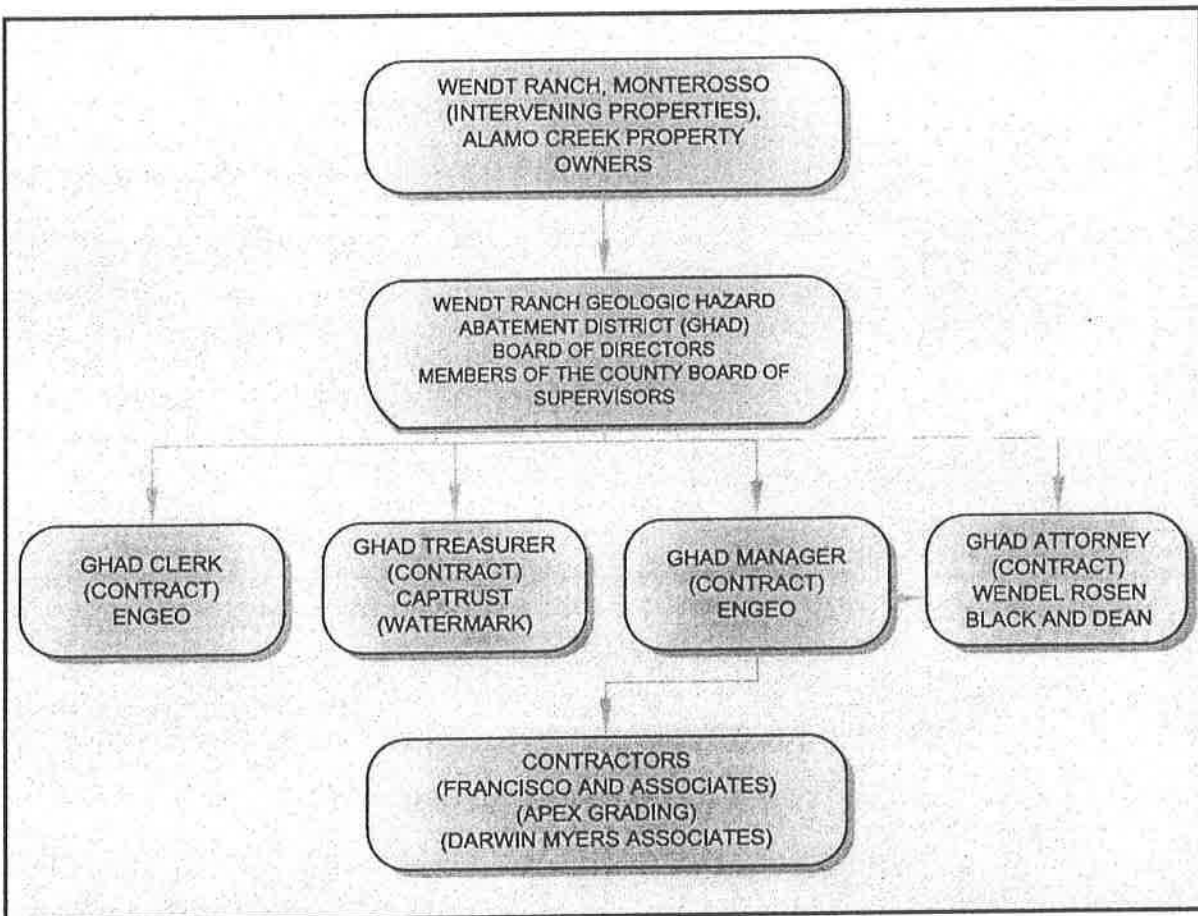 WENDT RANCH, MONTEROSSO
(INTERVENING PROPERTIES),
ALAMO CREEK PROPERTY
OWNERS
WENDT RANCH GEOLOGIC HAZARD
ABATEMENT DISTRICT (GHAD)
BOARD OF DIRECTORS
MEMBERS OF THE COUNTY BOARD OF
SUPERVISORS
GHAD CLERK
(CONTRACT)
ENGEO
GHAD TREASURER
(CONTRACT)
CAPTRUST
(WATERMARK)
GHAD MANAGER
(CONTRACT)
ENGEO
GHAD ATTORNEY
(CONTRACT)
WENDEL ROSEN
BLACK AND DEAN
CONTRACTORS
(FRANCISCO AND ASSOCIATES)
(APEX GRADING)
(DARWIN MYERS ASSOCIATES)